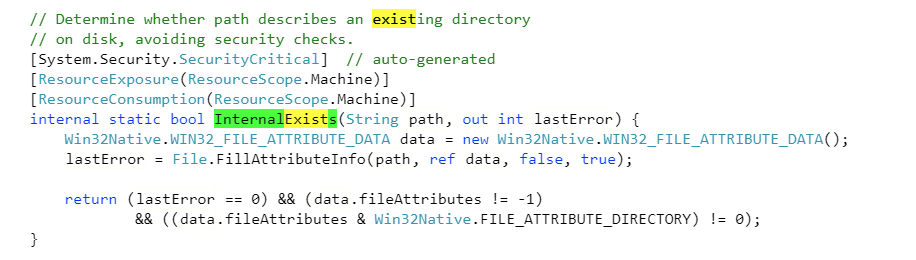 // Determine whether path describes an existing directory
// on disk, avoiding security checks.
[System.Security.SecurityCritical]  // auto-generated
[ResourceExposure(ResourceScope.Machine)]
[ResourceConsumption(ResourceScope.Machine)]
internal static bool InternalExists(String path, out int lastError) {
    Win32Native.WIN32_FILE_ATTRIBUTE_DATA data = new Win32Native.WIN32_FILE_ATTRIBUTE_DATA();
    lastError = File.FillAttributeInfo(path, ref data, false, true);

    return (lastError == 0) && (data.fileAttributes != -1)
            && ((data.fileAttributes & Win32Native.FILE_ATTRIBUTE_DIRECTORY) != 0);
}